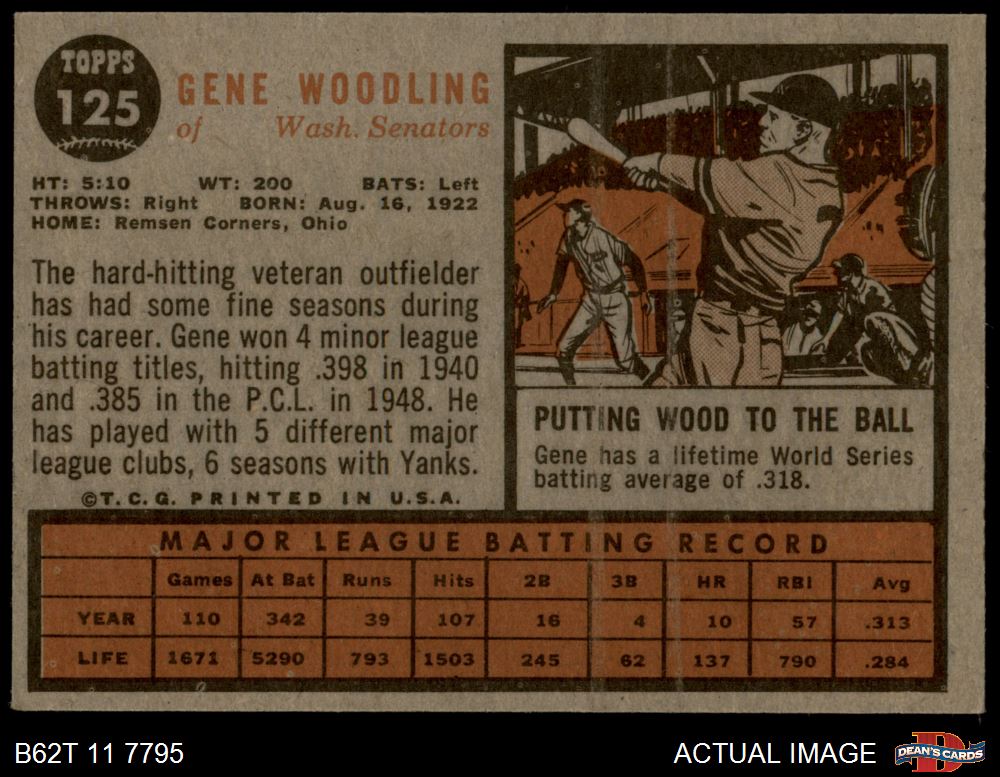 TOPPS
125
GENE WOODLING
of Wash. Senators
HT: 5:10 WT: 200 BATS: Left
THROWS: Right BORN: Aug. 16, 1922
HOME: Remsen Corners, Ohio
The hard-hitting veteran outfielder
has had some fine seasons during
his career. Gene won 4 minor league
batting titles, hitting .398 in 1940
and .385 in the P.C.L. in 1948. He
has played with 5 different major
league clubs, 6 seasons with Yanks.
©T.C.G. PRINTED IN U.S.A.
PUTTING WOOD TO THE BALL
Gene has a lifetime World Series
batting average of .318.
MAJOR LEAGUE BATTING RECORD
Games At Bat Runs Hits 2B 3B HR RBI Avg
YEAR 110 342 39 107 16 4 10 57 .313
LIFE 1671 5290 793 1503 245 62 137 790 .284
B62T 11 7795
ACTUAL IMAGE
D
DEAN'S CARDS